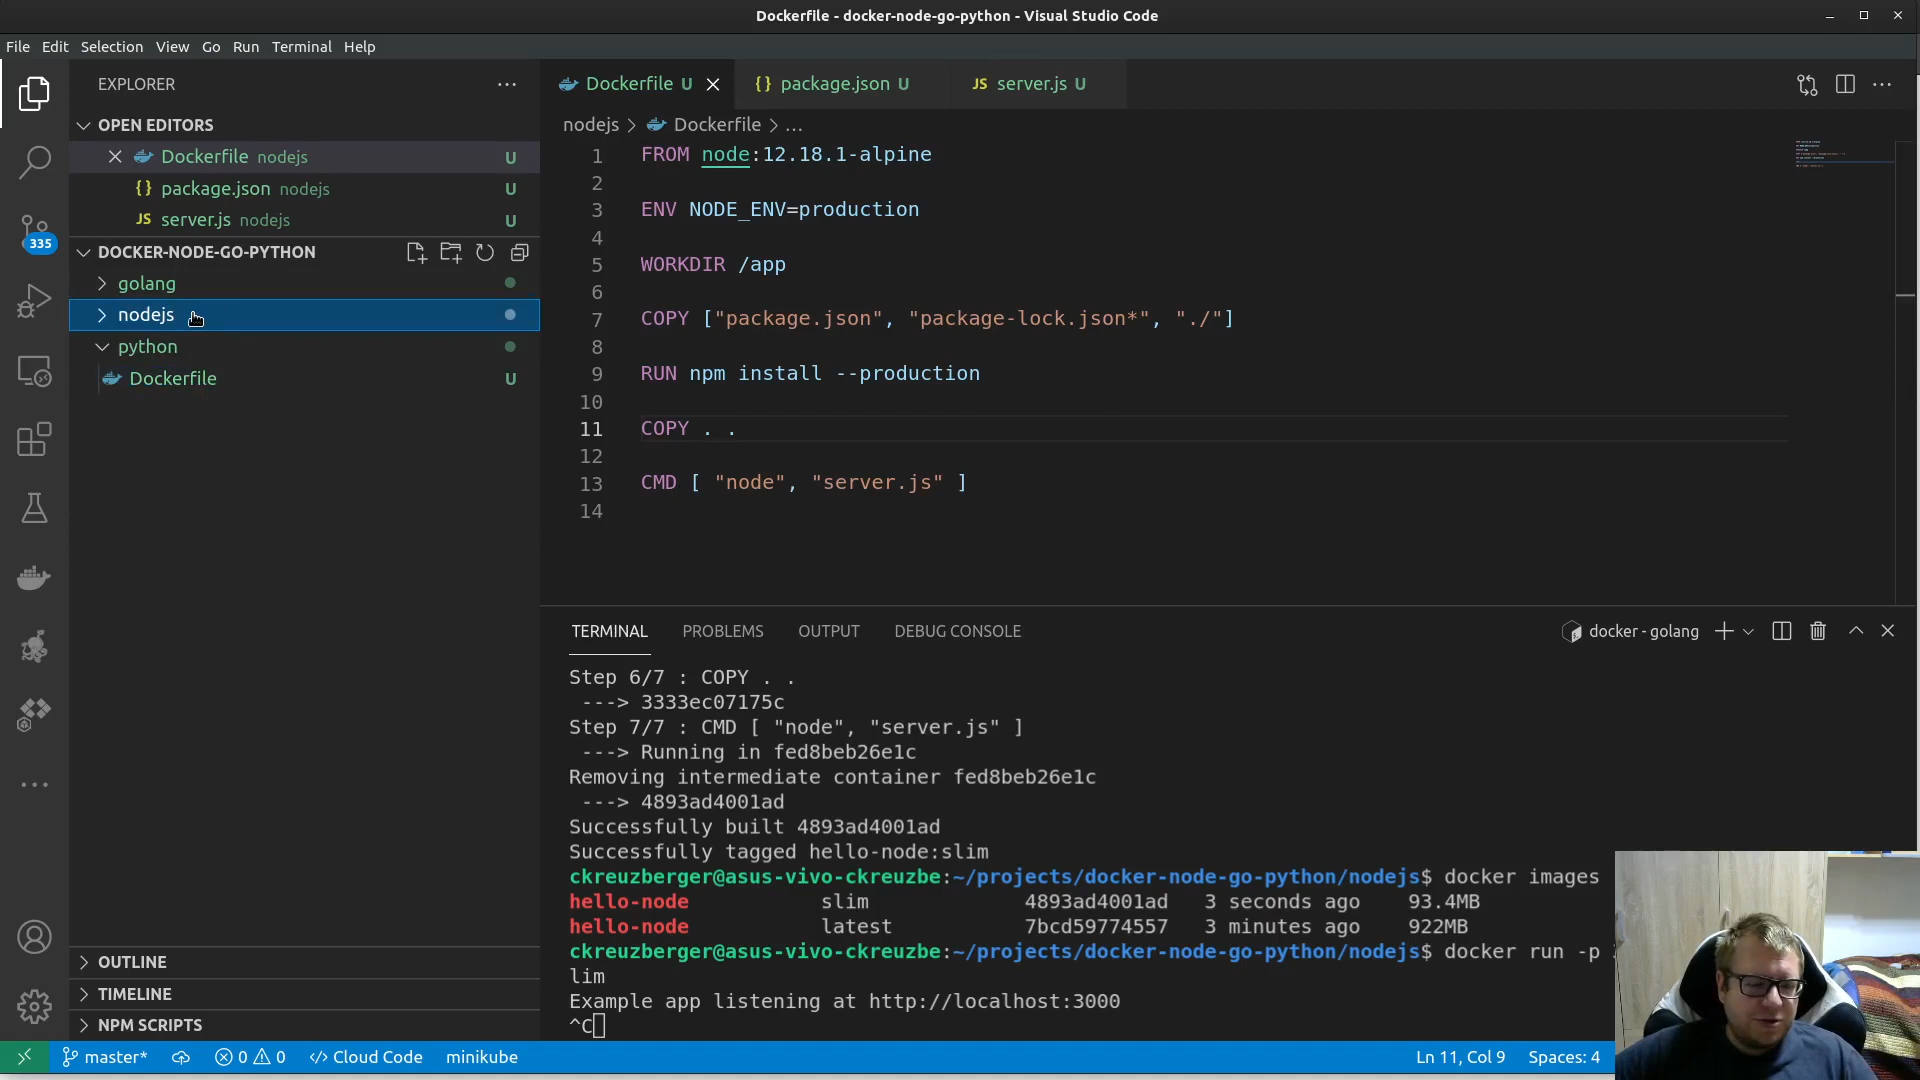 Dockerfile - docker-node-go-python - Visual Studio Code
File Edit Selection View Go Run Terminal Help
EXPLORER
Dockerfile U
package.json U
JS server.js U
OPEN EDITORS
nodejs > Dockerfile > ...
Dockerfile nodejs U
package.json nodejs U
JS server.js nodejs U
335
DOCKER-NODE-GO-PYTHON
golang
nodejs
python
Dockerfile U
1 FROM node:12.18.1-alpine
2
3 ENV NODE_ENV=production
4
5 WORKDIR /app
6
7 COPY ["package.json", "package-lock.json*", "./"]
8
9 RUN npm install --production
10
11 COPY . .
12
13 CMD [ "node", "server.js" ]
14
TERMINAL PROBLEMS OUTPUT DEBUG CONSOLE
docker - golang
Step 6/7 : COPY . .
 ---> 3333ec07175c
Step 7/7 : CMD [ "node", "server.js" ]
 ---> Running in fed8beb26e1c
Removing intermediate container fed8beb26e1c
 ---> 4893ad4001ad
Successfully built 4893ad4001ad
Successfully tagged hello-node:slim
ckreuzberger@asus-vivo-ckreuzbe:~/projects/docker-node-go-python/nodejs$ docker images
hello-node slim 4893ad4001ad 3 seconds ago 93.4MB
hello-node latest 7bcd59774557 3 minutes ago 922MB
ckreuzberger@asus-vivo-ckreuzbe:~/projects/docker-node-go-python/nodejs$ docker run -p
lim
Example app listening at http://localhost:3000
^C
OUTLINE
TIMELINE
NPM SCRIPTS
master* 0 0 Cloud Code minikube
Ln 11, Col 9 Spaces: 4